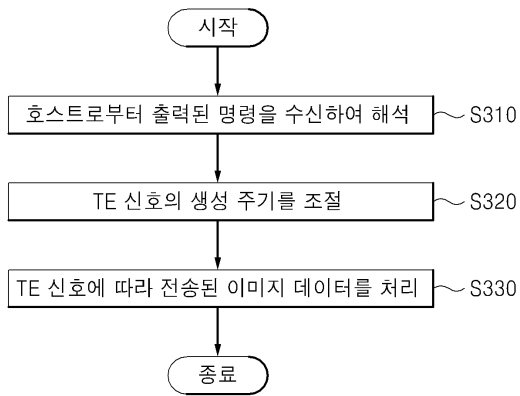 시작
호스트로부터 출력된 명령을 수신하여 해석 S310
TE 신호의 생성 주기를 조절 S320
TE 신호에 따라 전송된 이미지 데이터를 처리 S330
종료